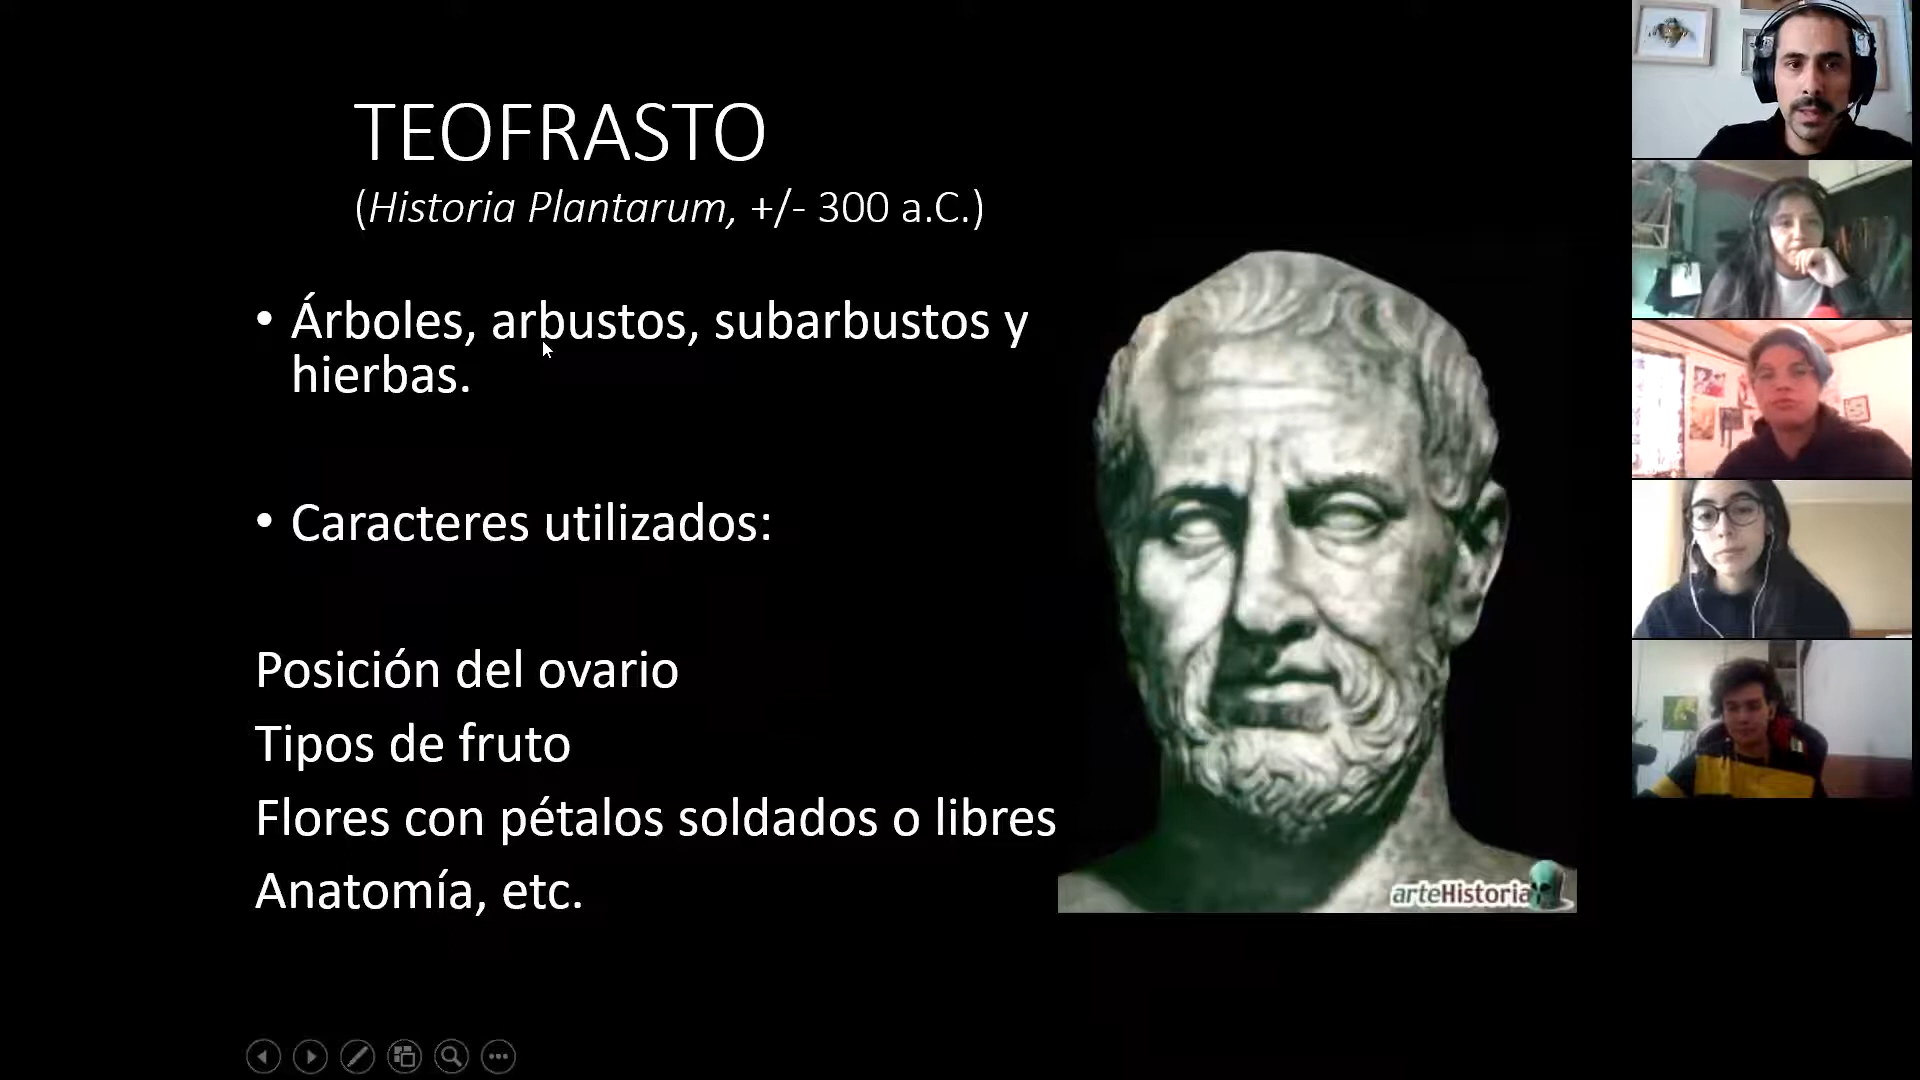 TEOFRASTO
(Historia Plantarum, +/- 300 a.C.)
• Árboles, arbustos, subarbustos y
hierbas.
• Caracteres utilizados:
Posición del ovario
Tipos de fruto
Flores con pétalos soldados o libres
Anatomía, etc.
arteHistoria